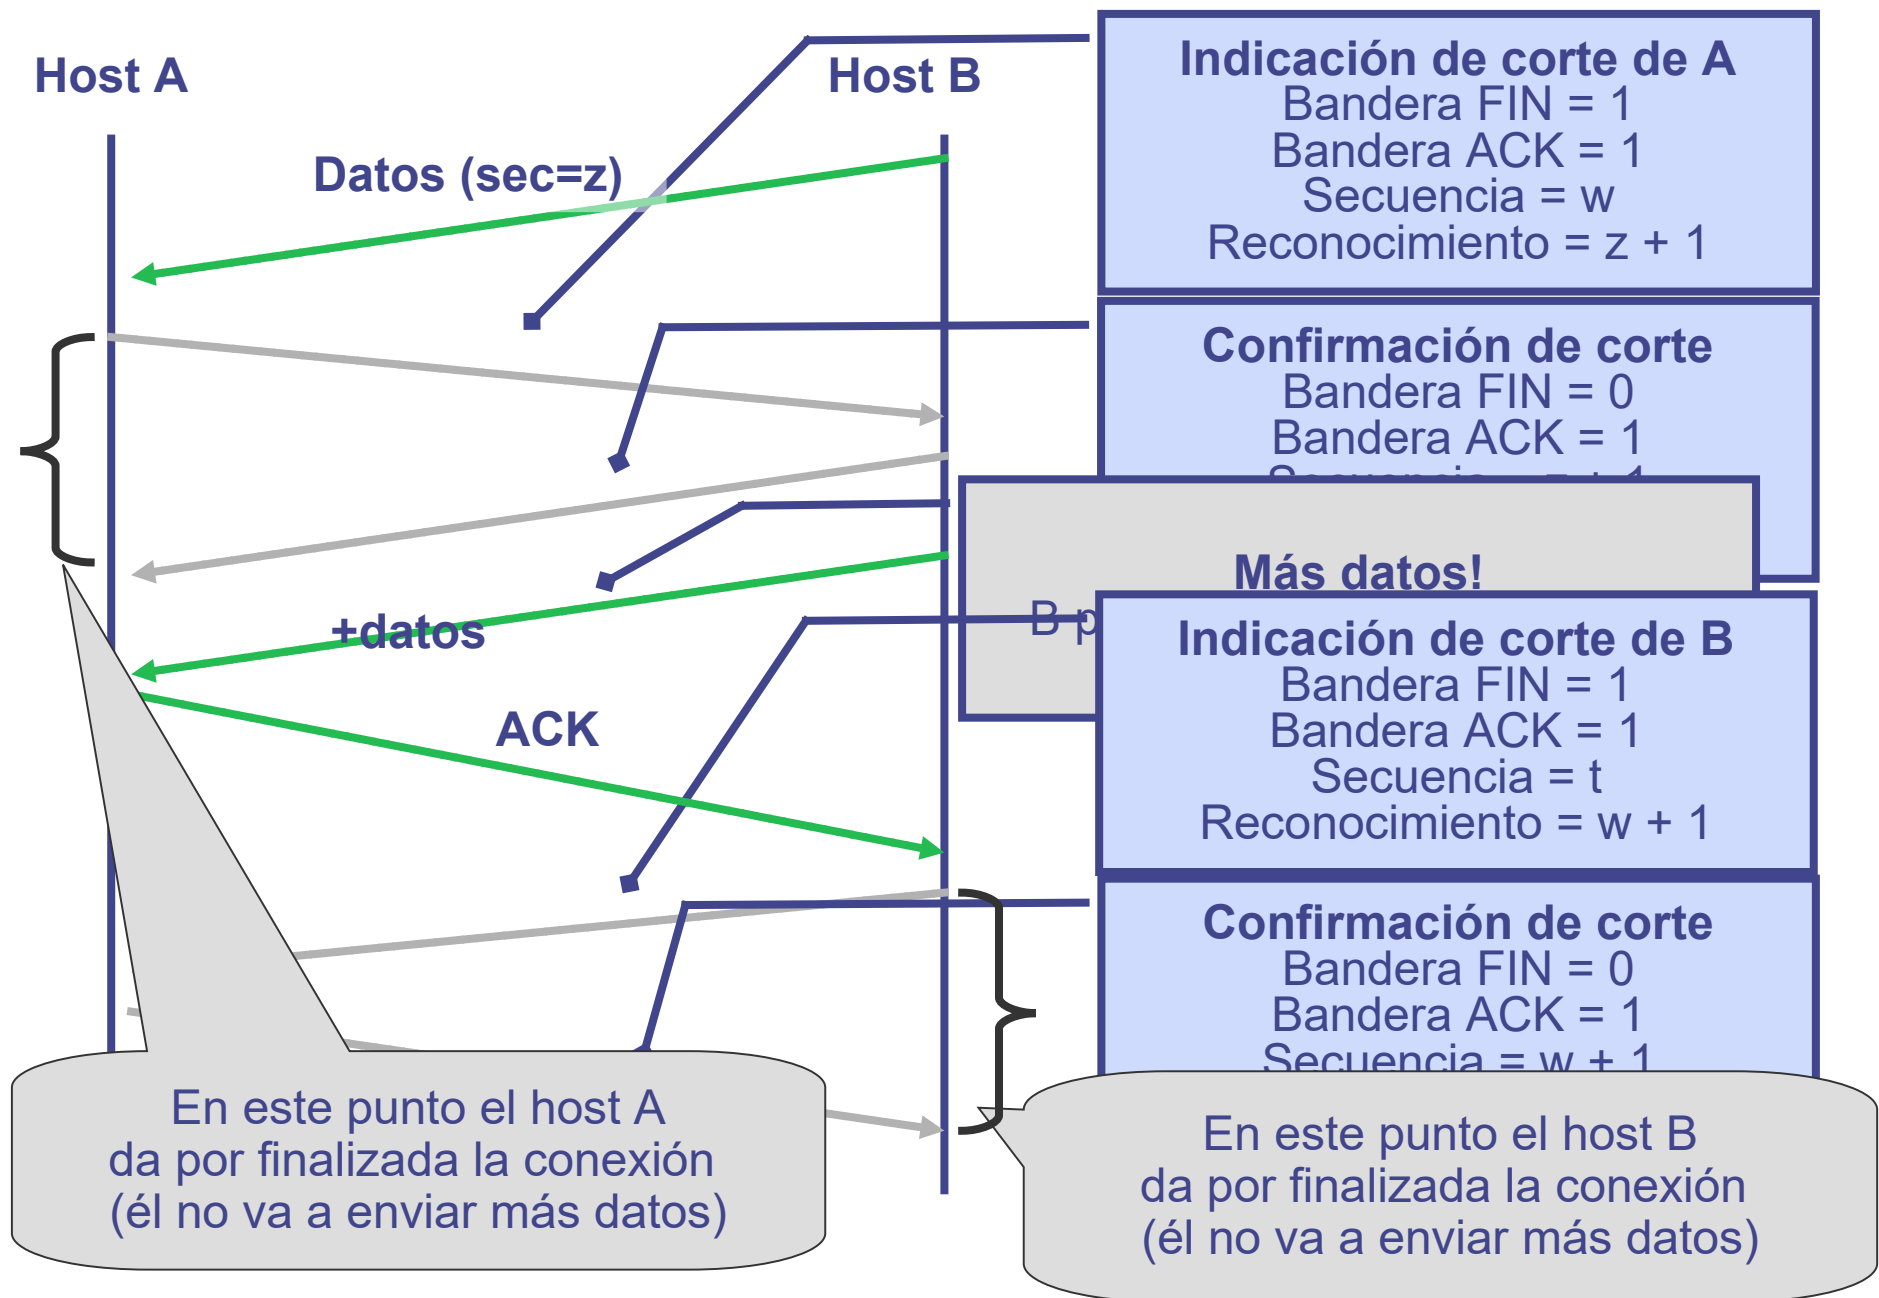 Host A
Host B
Datos (sec=z)
Indicación de corte de A
Bandera FIN = 1
Bandera ACK = 1
Secuencia = w
Reconocimiento = z + 1
Confirmación de corte
Bandera FIN = 0
Bandera ACK = 1
Secuencia = z + 1
Más datos!
B
+datos
ACK
Indicación de corte de B
Bandera FIN = 1
Bandera ACK = 1
Secuencia = t
Reconocimiento = w + 1
Confirmación de corte
Bandera FIN = 0
Bandera ACK = 1
Secuencia = w + 1
En este punto el host A
da por finalizada la conexión
(él no va a enviar más datos)
En este punto el host B
da por finalizada la conexión
(él no va a enviar más datos)